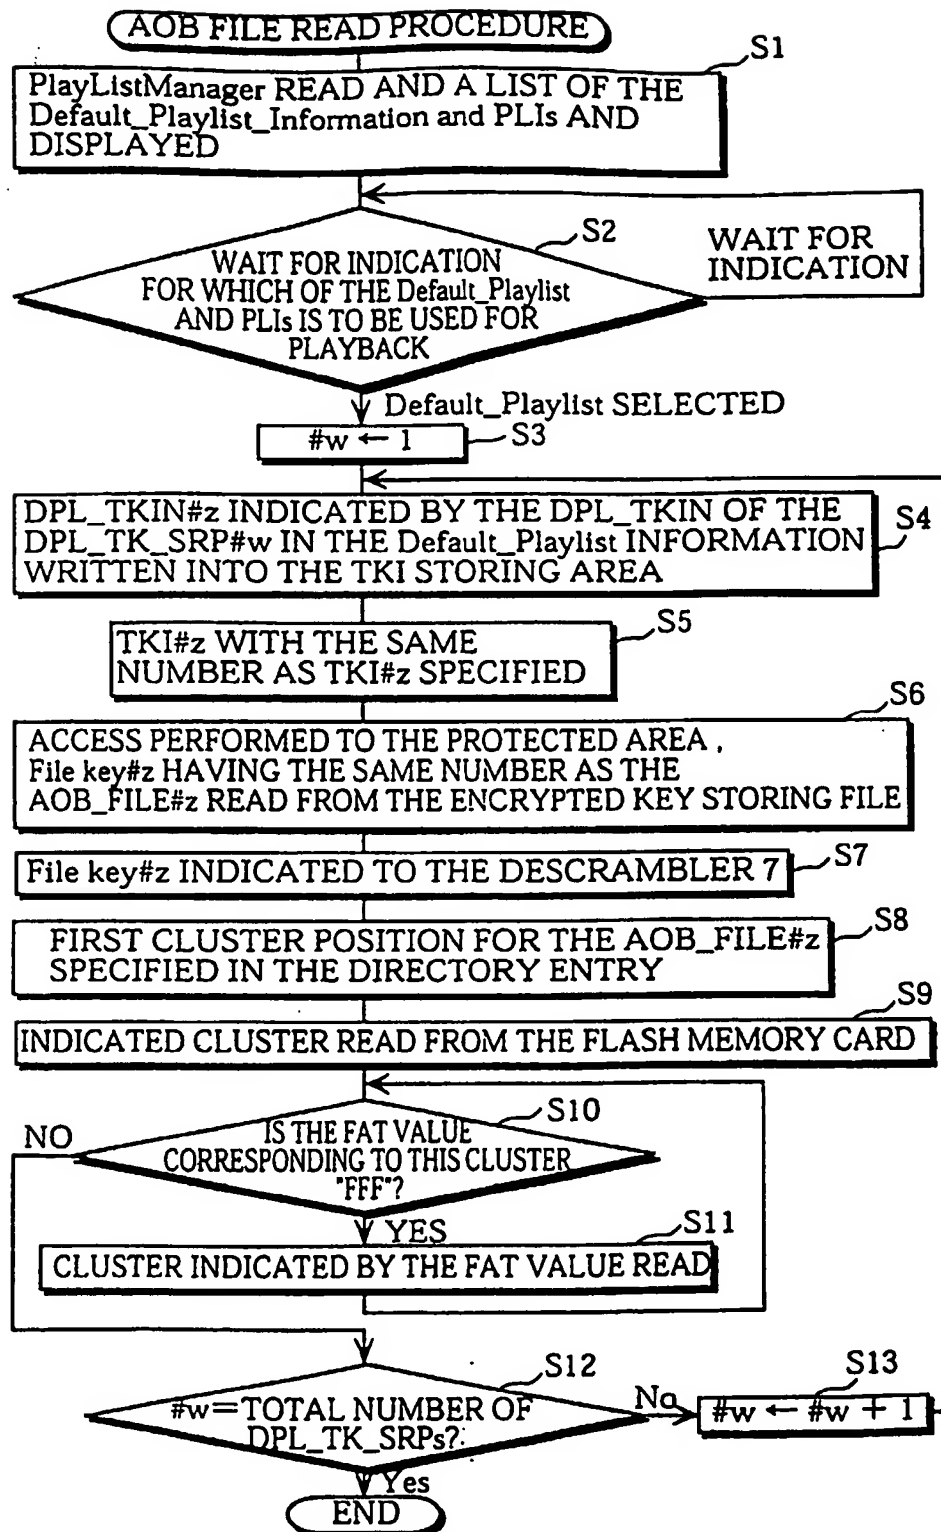 AOB FILE READ PROCEDURE
S1
PlayListManager READ AND A LIST OF THE
Default_Playlist_Information and PLIs AND
DISPLAYED
S2
WAIT FOR INDICATION
FOR WHICH OF THE Default_Playlist
AND PLIs IS TO BE USED FOR
PLAYBACK
WAIT FOR
INDICATION
Default_Playlist SELECTED
#w ← 1
S3
DPL_TKIN#z INDICATED BY THE DPL_TKIN OF THE
DPL_TK_SRP#w IN THE Default_Playlist INFORMATION
WRITTEN INTO THE TKI STORING AREA
S4
S5
TKI#z WITH THE SAME
NUMBER AS TKI#z SPECIFIED
S6
ACCESS PERFORMED TO THE PROTECTED AREA ,
File key#z HAVING THE SAME NUMBER AS THE
AOB_FILE#z READ FROM THE ENCRYPTED KEY STORING FILE
File key#z INDICATED TO THE DESCRAMBLER 7
S7
FIRST CLUSTER POSITION FOR THE AOB_FILE#z
SPECIFIED IN THE DIRECTORY ENTRY
S8
S9
INDICATED CLUSTER READ FROM THE FLASH MEMORY CARD
S10
NO
IS THE FAT VALUE
CORRESPONDING TO THIS CLUSTER
"FFF"?
YES
S11
CLUSTER INDICATED BY THE FAT VALUE READ
S12
#w=TOTAL NUMBER OF
DPL_TK_SRPs?
No
S13
#w ← #w + 1
Yes
END